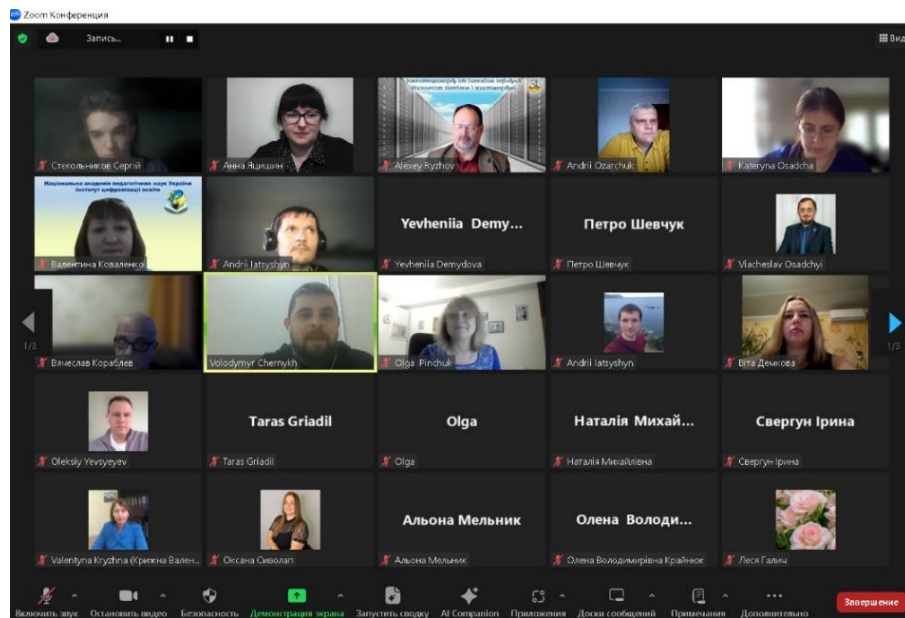 Zoom Конференция
Запись...
Вид
Стєкольников Сергій
Анна Яцишин
Alexey Ryzhov
Andrii Dzarchuk
Kateryna Osadcha
Національна академія педагогічних наук України
Інститут цифровізації освіти
Валентина Коваленко
Andrii Iatsyshyn
Yevheniia Demy...
Yevheniia Demydova
Петро Шевчук
Петро Шевчук
Viacheslav Osadchyi
1/3
Вячеслав Кораблев
Volodymyr Chernykh
Olga Pinchuk
Andrii Iatsyshyn
Віта Демкова
1/3
Oleksiy Yevsyeyev
Taras Griadil
Taras Griadil
Olga
Olga
Наталія Михай...
Наталія Михайлівна
Свергун Ірина
Свергун Ірина
Valentyna Kryzhna (Крижна Вален...
Оксана Сиволап
Альона Мельник
Альона Мельник
Олена Володи...
Олена Володимирівна Крайнюк
Леся Галич
Включить звук
Остановить видео
Безопасность
Демонстрация экрана
Запустить сводку
AI Companion
Приложения
Доски сообщений
Примечания
Дополнительно
Завершение